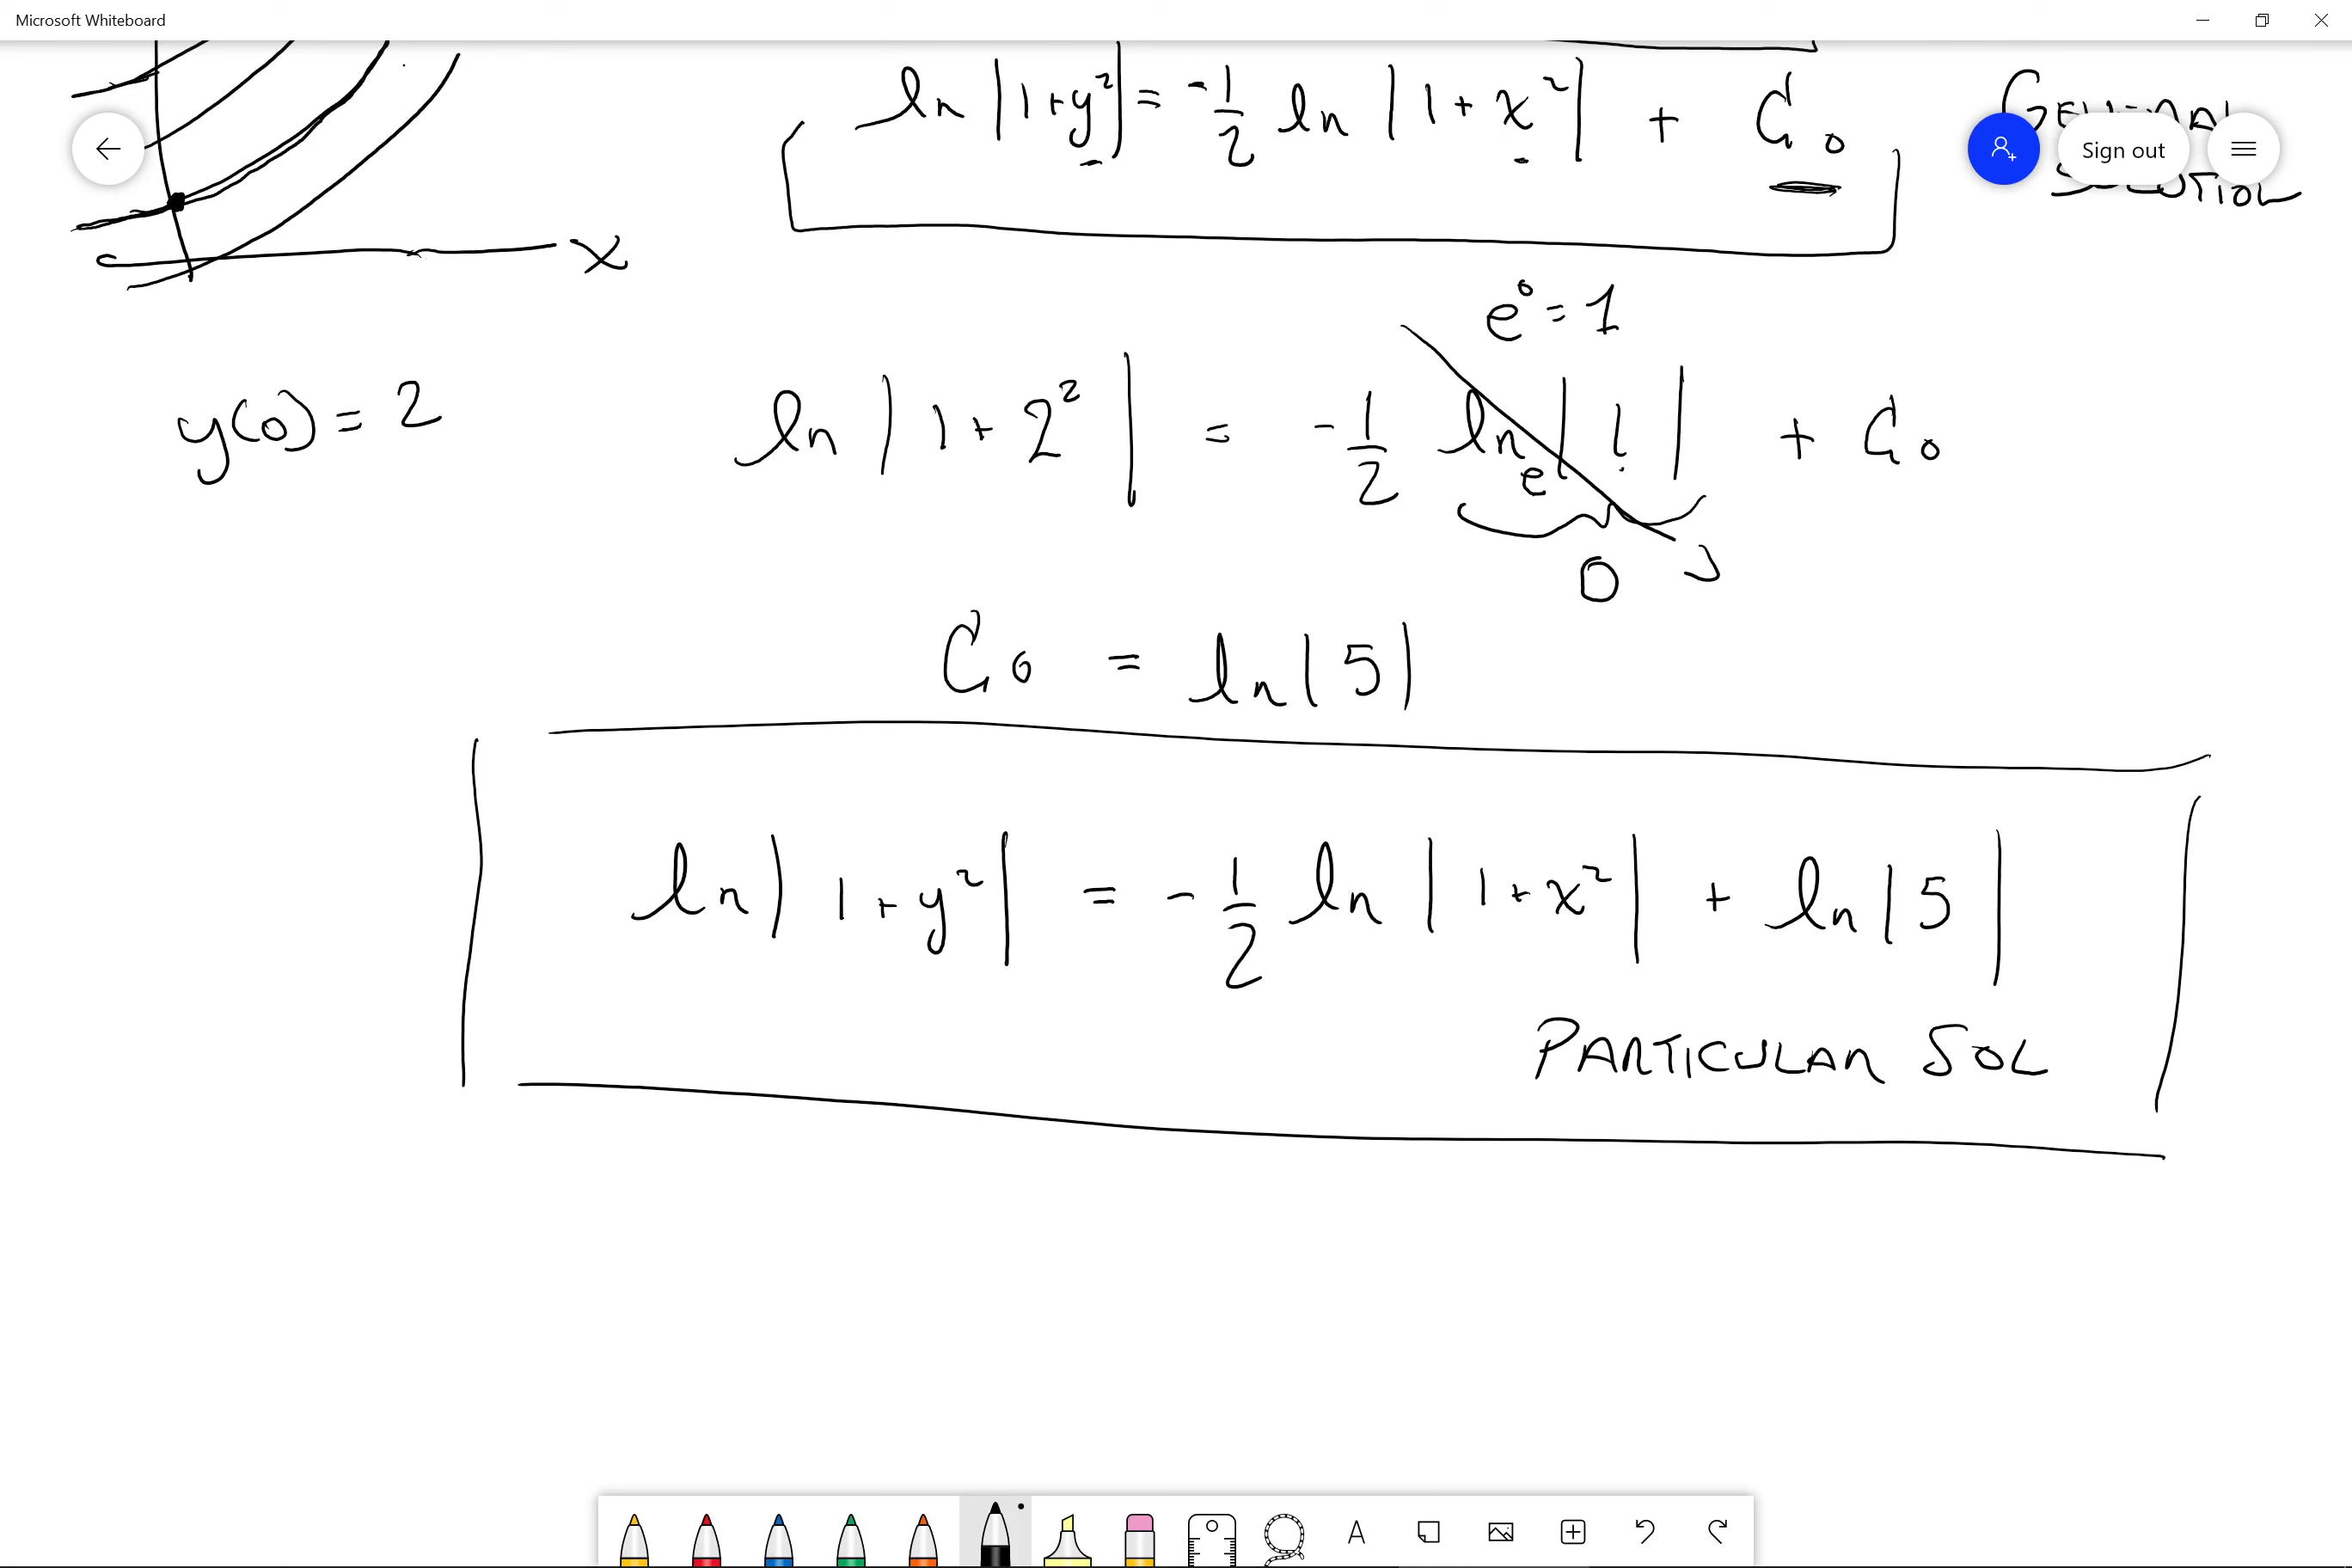 Microsoft Whiteboard
ln |1+y²| = -1/2 ln |1+x²| + C₀
Sign out
x
e⁰ = 1
y(0) = 2
ln |1+2²| = -1/2 lnₑ |1| + C₀
0
C₀ = ln |5|
ln |1+y²| = -1/2 ln |1+x²| + ln |5|
PARTICULAR SOL
A